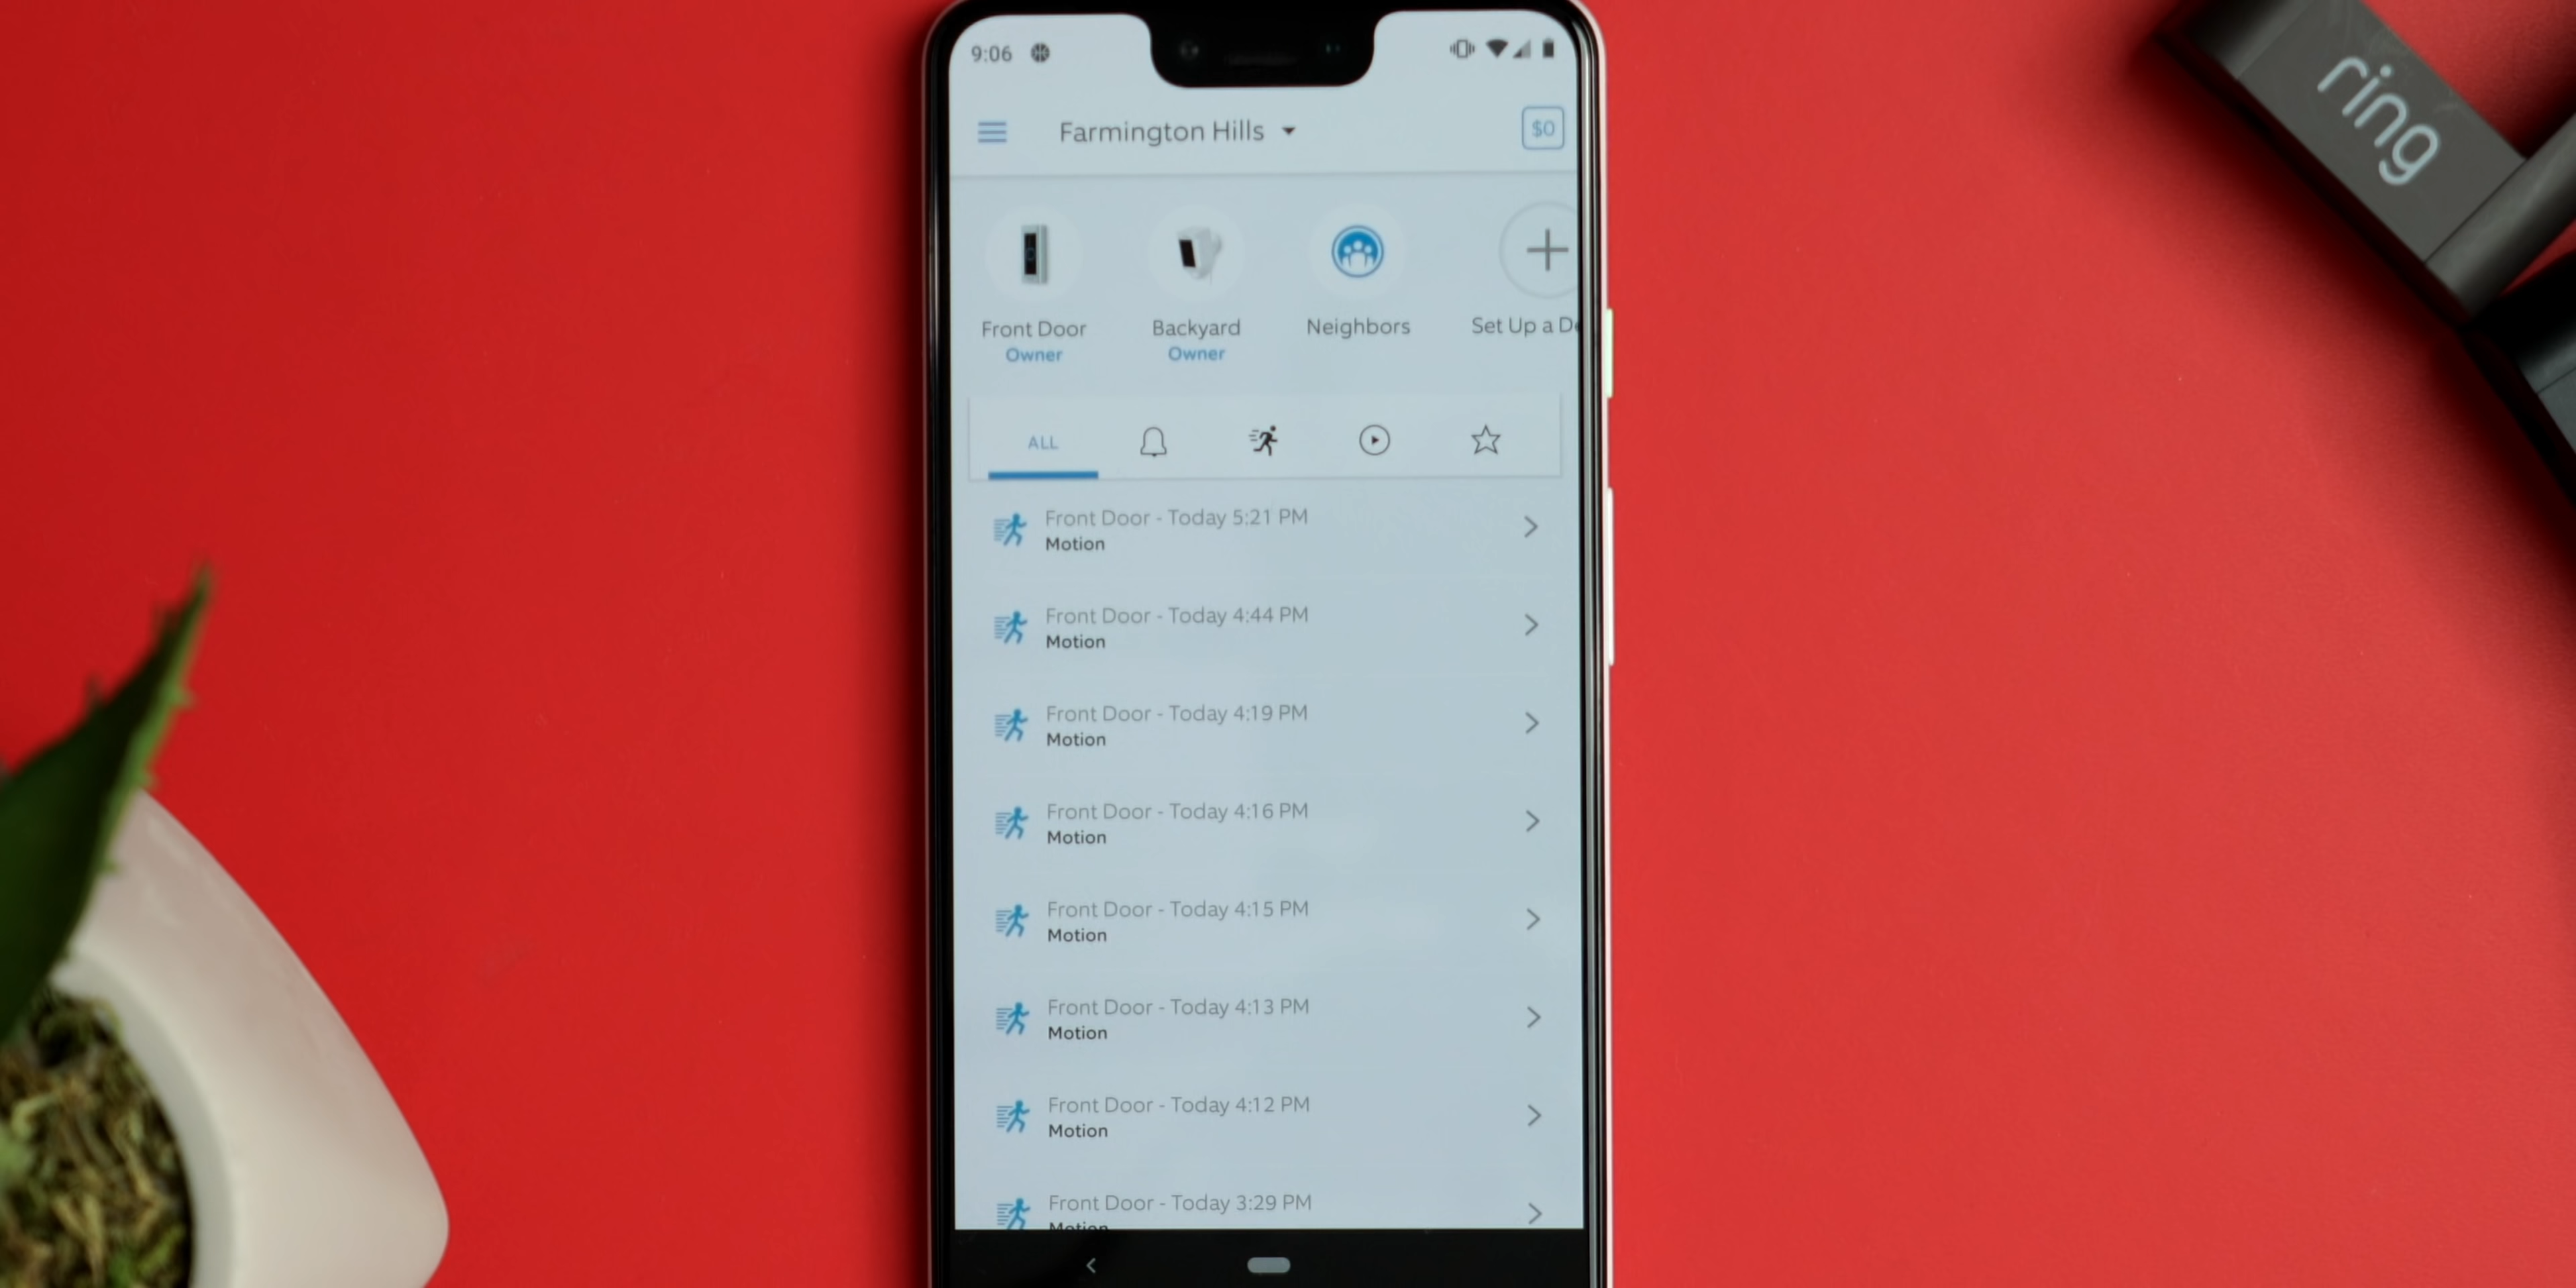 9:06
Farmington Hills
$0
ring
Front Door
Owner
Backyard
Owner
Neighbors
Set Up a De
ALL
Front Door - Today 5:21 PM
Motion
Front Door - Today 4:44 PM
Motion
Front Door - Today 4:19 PM
Motion
Front Door - Today 4:16 PM
Motion
Front Door - Today 4:15 PM
Motion
Front Door - Today 4:13 PM
Motion
Front Door - Today 4:12 PM
Motion
Front Door - Today 3:29 PM
Motion